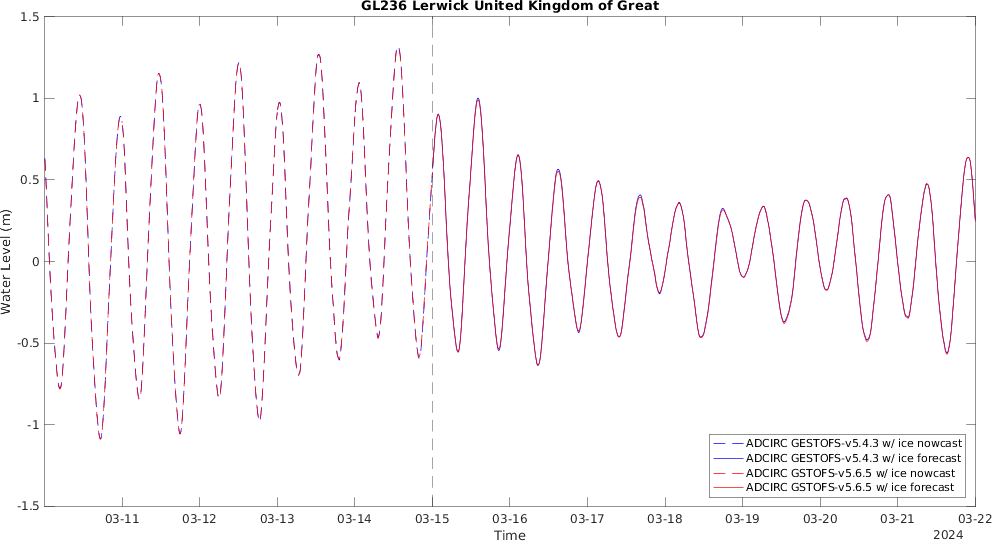 GL236 Lerwick United Kingdom of Great
1.5
1
0.5
0
-0.5
-1
-1.5
Water Level (m)
ADCIRC GESTOFS-v5.4.3 w/ ice nowcast
ADCIRC GESTOFS-v5.4.3 w/ ice forecast
ADCIRC GSTOFS-v5.6.5 w/ ice nowcast
ADCIRC GSTOFS-v5.6.5 w/ ice forecast
03-11 03-12 03-13 03-14 03-15 03-16 03-17 03-18 03-19 03-20 03-21 03-22
Time
2024